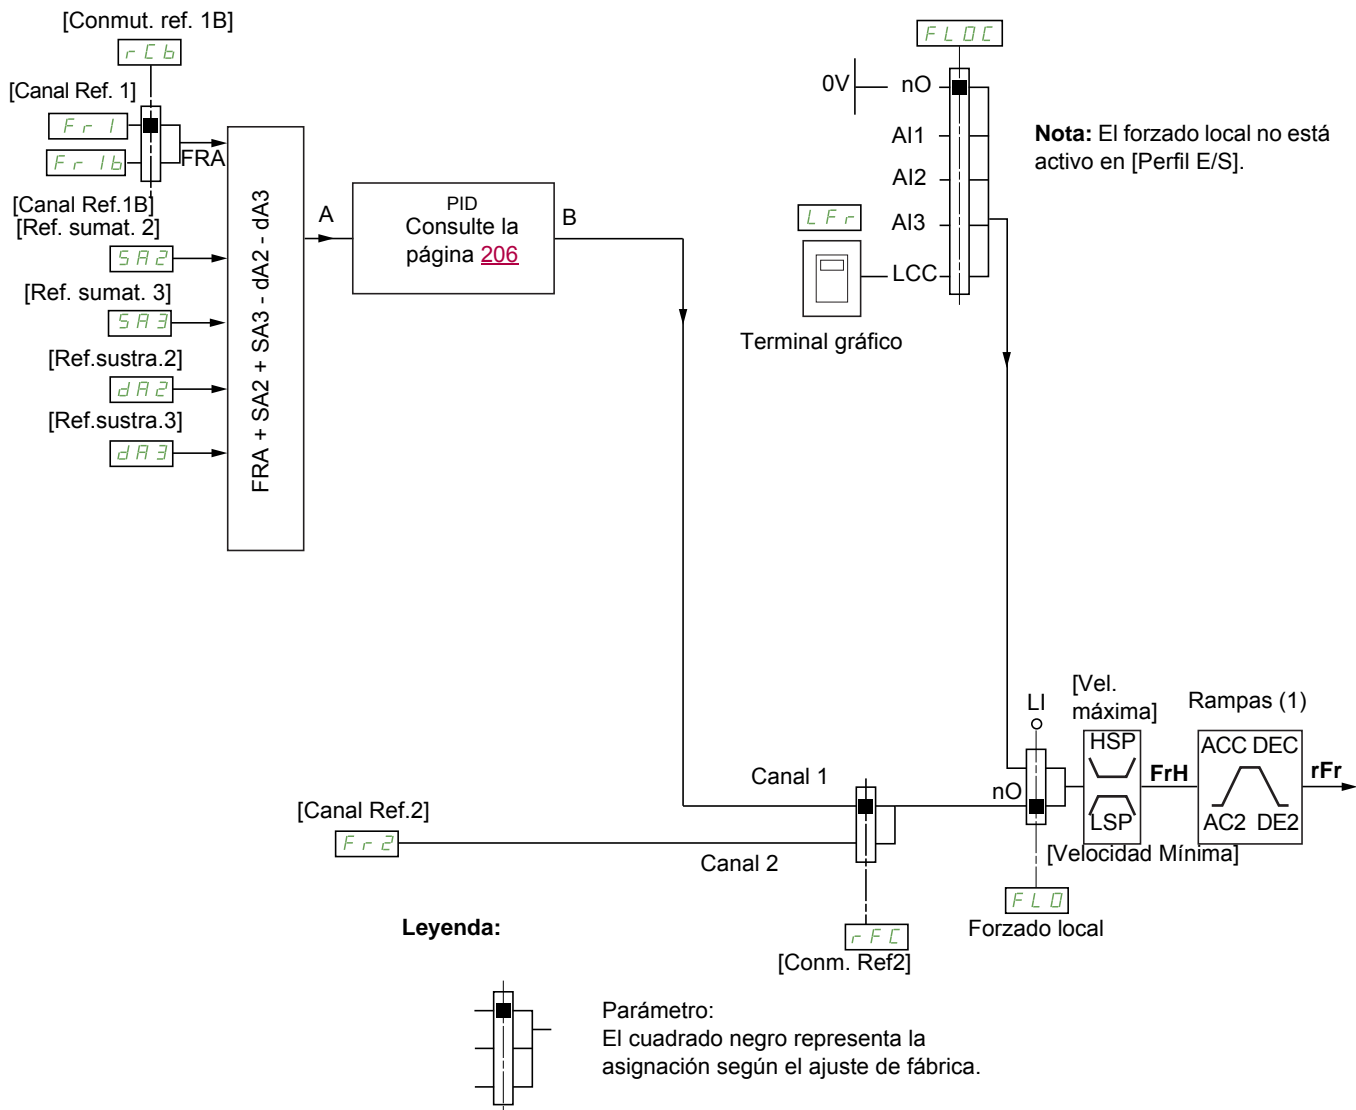 [Conmut. ref. 1B]
rCb
[Canal Ref. 1]
Fr1
Fr1b
FRA
[Canal Ref.1B]
[Ref. sumat. 2]
SA2
[Ref. sumat. 3]
SA3
[Ref.sustra.2]
dA2
[Ref.sustra.3]
dA3
FRA + SA2 + SA3 - dA2 - dA3
A
PID
Consulte la
página 206
B
FLOC
0V
nO
AI1
AI2
AI3
LCC
LFr
Terminal gráfico
Nota: El forzado local no está
activo en [Perfil E/S].
Canal 1
[Canal Ref.2]
Fr2
Canal 2
rFC
[Conm. Ref2]
LI
nO
FLO
Forzado local
[Vel.
máxima]
HSP
LSP
[Velocidad Mínima]
FrH
Rampas (1)
ACC DEC
AC2 DE2
rFr
Leyenda:
Parámetro:
El cuadrado negro representa la
asignación según el ajuste de fábrica.